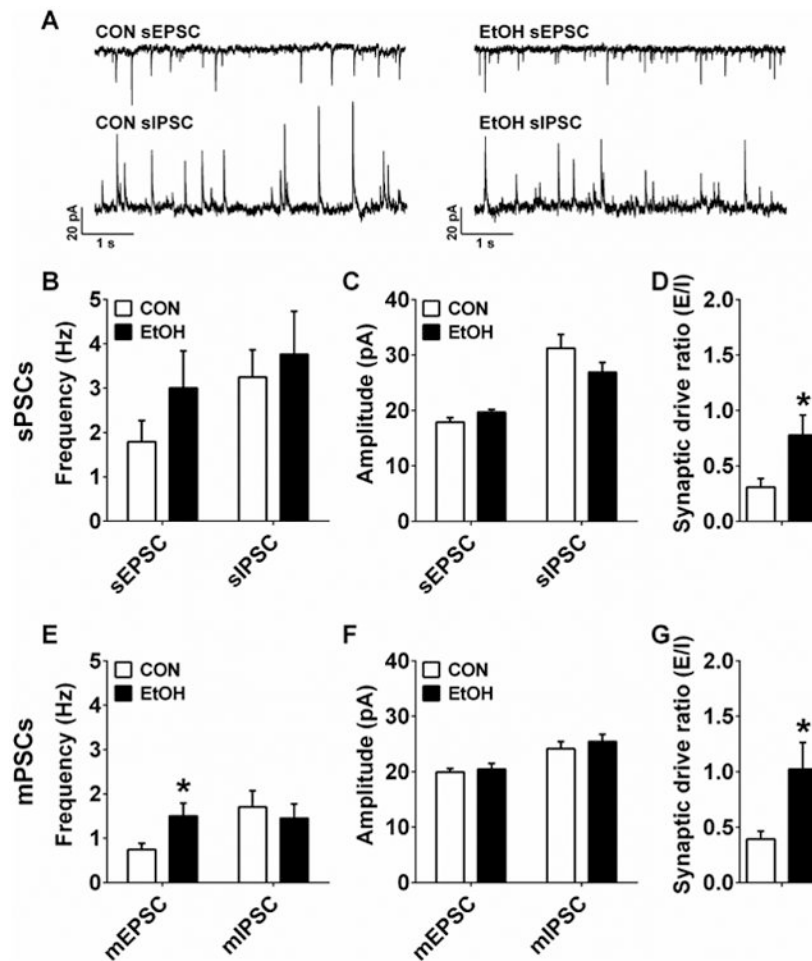 A
CON sEPSC
EtOH sEPSC
CON sIPSC
EtOH sIPSC
20 pA
1 s
20 pA
1 s
sPSCs
B
Frequency (Hz)
5
4
3
2
1
0
CON
EtOH
sEPSC
sIPSC
C
Amplitude (pA)
40
30
20
10
0
CON
EtOH
sEPSC
sIPSC
D
Synaptic drive ratio (E/I)
2.0
1.5
1.0
0.5
0.0
*
mPSCs
E
Frequency (Hz)
5
4
3
2
1
0
CON
EtOH
*
mEPSC
mIPSC
F
Amplitude (pA)
40
30
20
10
0
CON
EtOH
mEPSC
mIPSC
G
Synaptic drive ratio (E/I)
2.0
1.5
1.0
0.5
0.0
*